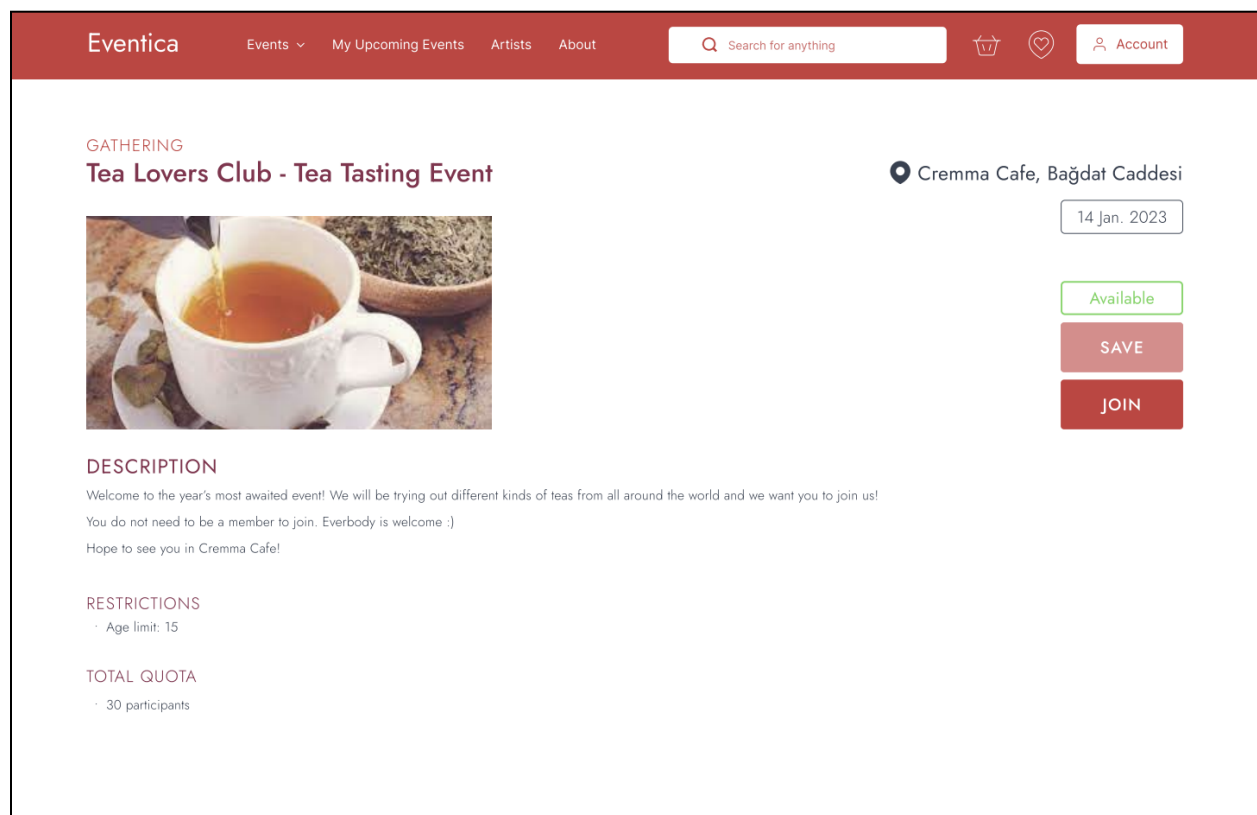 Eventica
Events
My Upcoming Events
Artists
About
Search for anything
Account
GATHERING
Tea Lovers Club - Tea Tasting Event
Cremma Cafe, Bağdat Caddesi
14 Jan. 2023
Available
SAVE
JOIN
DESCRIPTION
Welcome to the year's most awaited event! We will be trying out different kinds of teas from all around the world and we want you to join us!
You do not need to be a member to join. Everbody is welcome :)
Hope to see you in Cremma Cafe!
RESTRICTIONS
· Age limit: 15
TOTAL QUOTA
· 30 participants